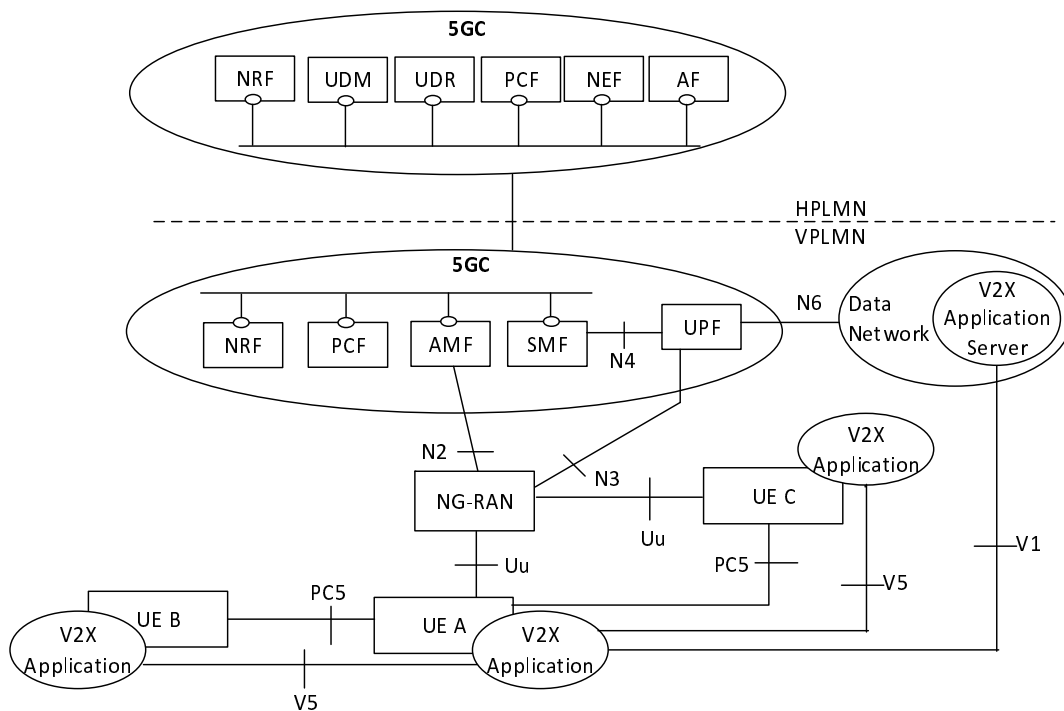 5GC
NRF
UDM
UDR
PCF
NEF
AF
HPLMN
VPLMN
5GC
NRF
PCF
AMF
SMF
N4
UPF
N6
Data
Network
V2X
Application
Server
N2
N3
NG-RAN
Uu
UE C
V2X
Application
Uu
PC5
V5
V1
UE B
V2X
Application
PC5
UE A
V2X
Application
V5